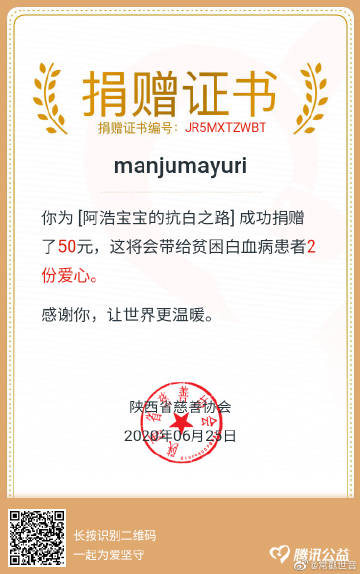 捐赠证书
捐赠证书编号：JR5MXTZWBT
manjumayuri
你为 [阿浩宝宝的抗白之路] 成功捐赠
了50元，这将会带给贫困白血病患者2
份爱心。
感谢你，让世界更温暖。
陕西省慈善协会
2020年06月25日
长按识别二维码
一起为爱坚守
腾讯公益